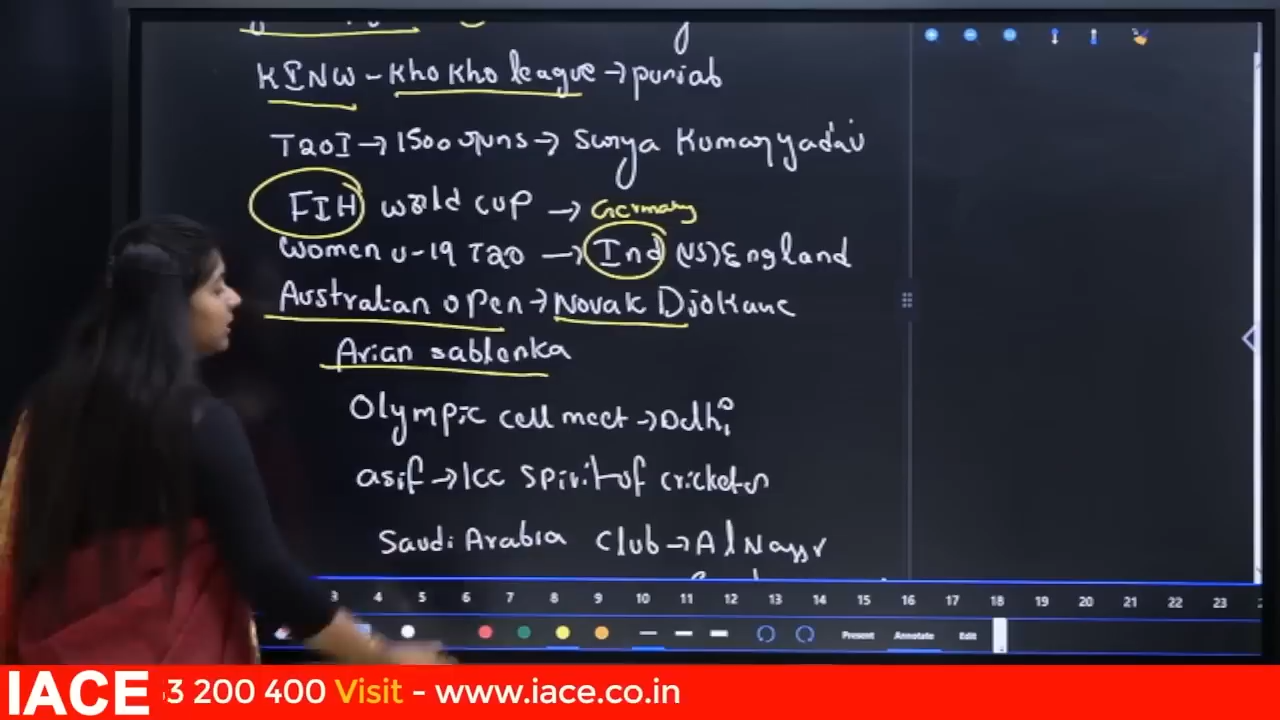 KINW - Kho Kho league → punjab
T20I → 1500 runs → Surya Kumar yadav
FIH world cup → Germany
Women U-19 T20 → Ind (VS) England
Australian open → Novak Djokanc
Arian sablenka
Olympic cell meet → Delhi
asif → ICC Spirit of cricketer
Saudi Arabia Club → Al Nassr
3 4 5 6 7 8 9 10 11 12 13 14 15 16 17 18 19 20 21 22 23
Present Annotate Edit
IACE 3 200 400 Visit - www.iace.co.in